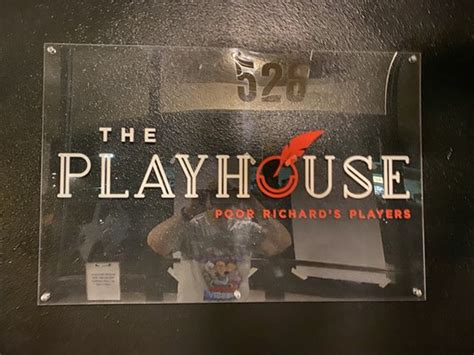 526
THE
PLAYHOUSE
POOR RICHARD'S PLAYERS